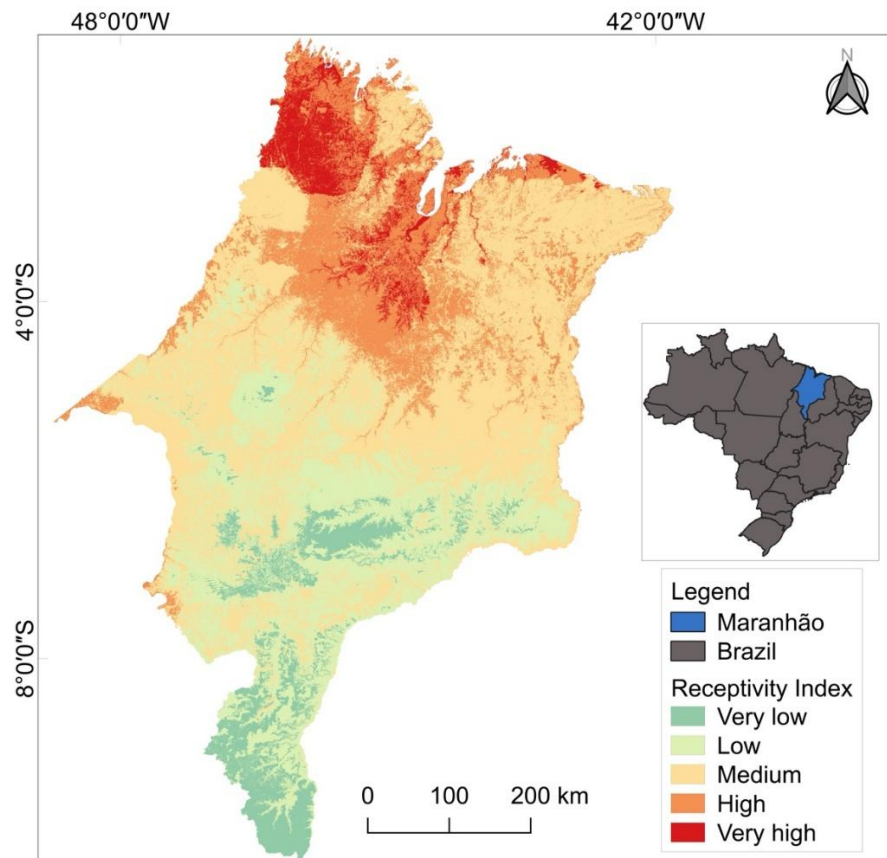 48°0′0″W
42°0′0″W
N
4°0′0″S
8°0′0″S
Legend
Maranhão
Brazil
Receptivity Index
Very low
Low
Medium
High
Very high
0 100 200 km